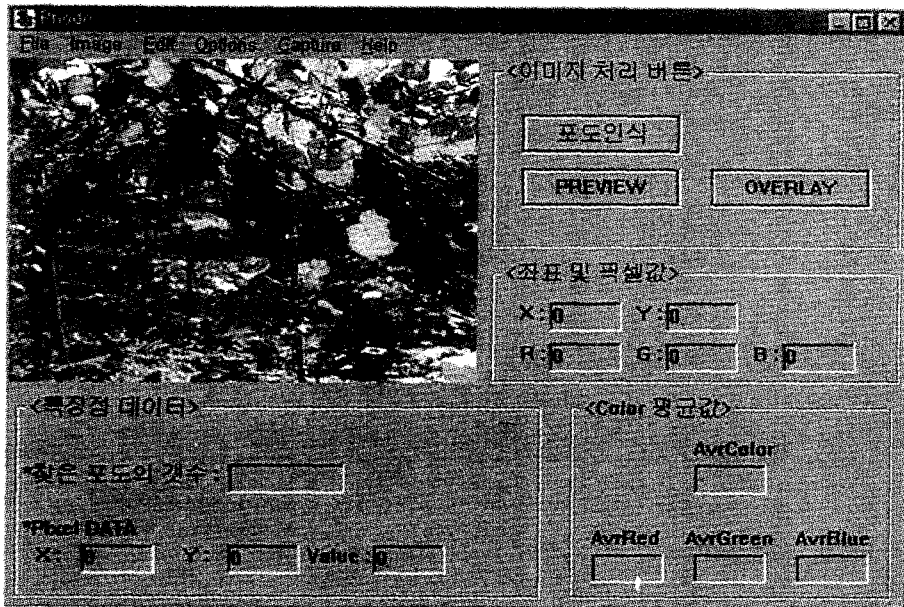 File Image Edit Options Capture Help
<이미지 처리 버튼>
포도인식
PREVIEW OVERLAY
<좌표 및 픽셀값>
X : 0 Y : 0
R : 0 G : 0 B : 0
<특징점 데이터>
*찾은 포도의 갯수 :
*Pixel DATA
X : 0 Y : 0 Value : 0
<Color 평균값>
AvrColor
AvrRed AvrGreen AvrBlue